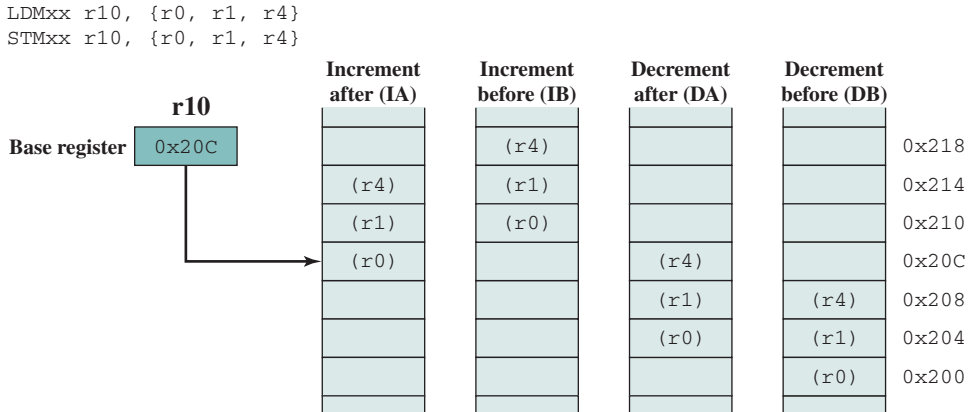 LDMxx r10, {r0, r1, r4}
STMxx r10, {r0, r1, r4}
Increment after (IA)
Increment before (IB)
Decrement after (DA)
Decrement before (DB)
r10
Base register 0x20C
(r4) 0x218
(r4) (r1) 0x214
(r1) (r0) 0x210
(r0) (r4) 0x20C
(r1) (r4) 0x208
(r0) (r1) 0x204
(r0) 0x200